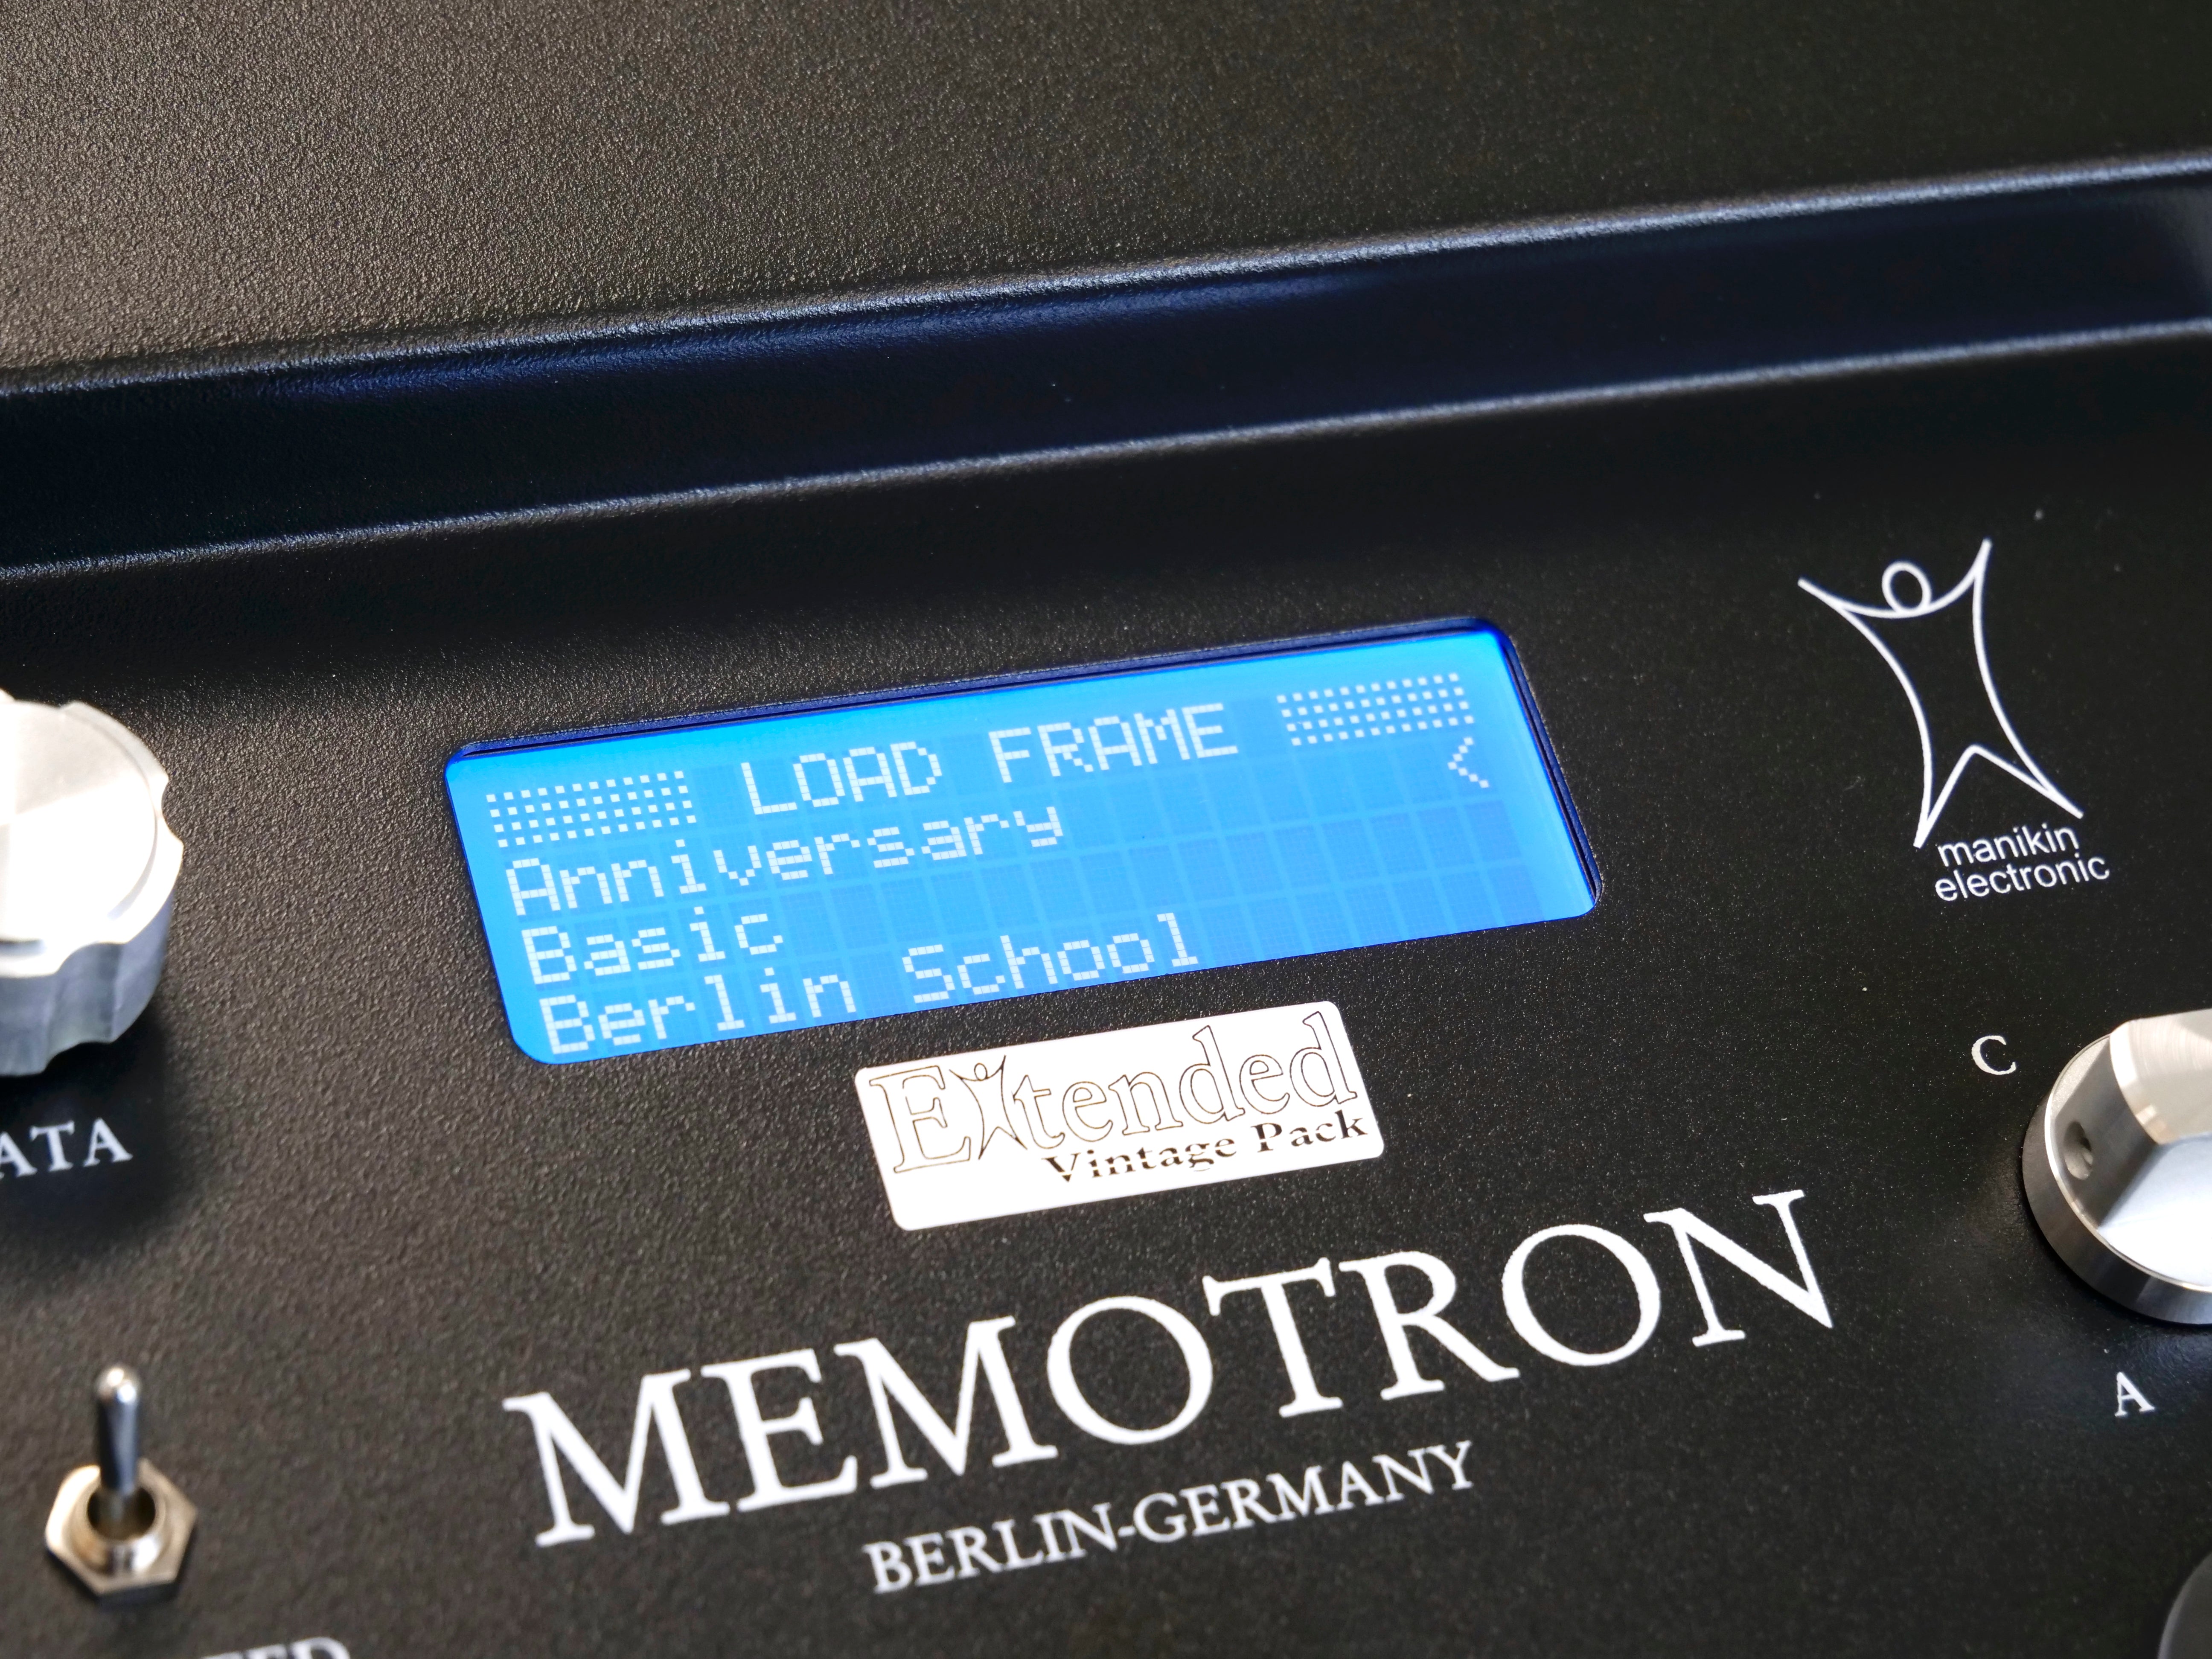 LOAD FRAME
Anniversary <
Basic
Berlin School
manikin
electronic
Extended
Vintage Pack
C
MEMOTRON
A
BERLIN-GERMANY